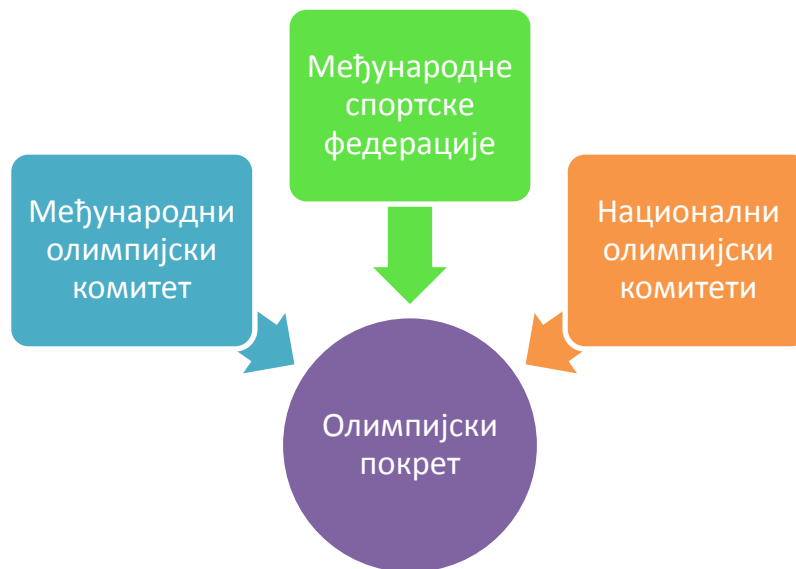 Међународне
спортске
федерације
Међународни
олимпијски
комитет
Национални
олимпијски
комитети
Олимпијски
покрет